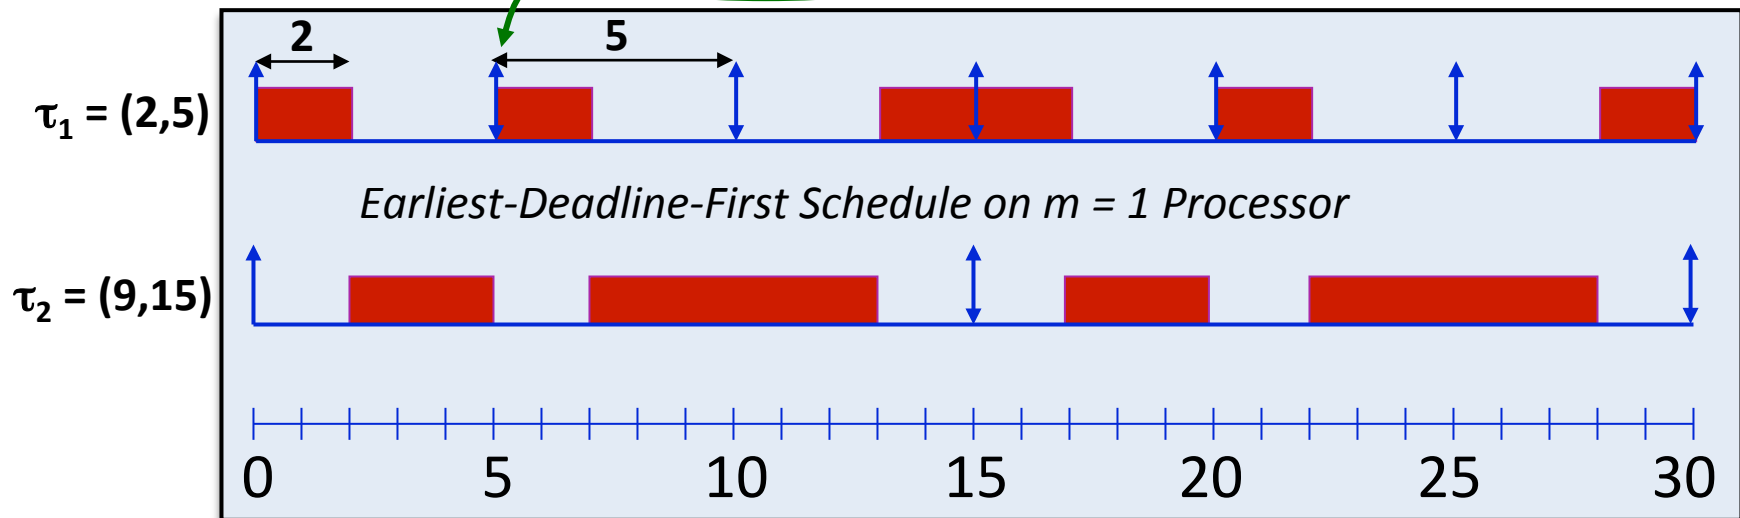 2 5
τ1 = (2,5)
Earliest-Deadline-First Schedule on m = 1 Processor
τ2 = (9,15)
0 5 10 15 20 25 30